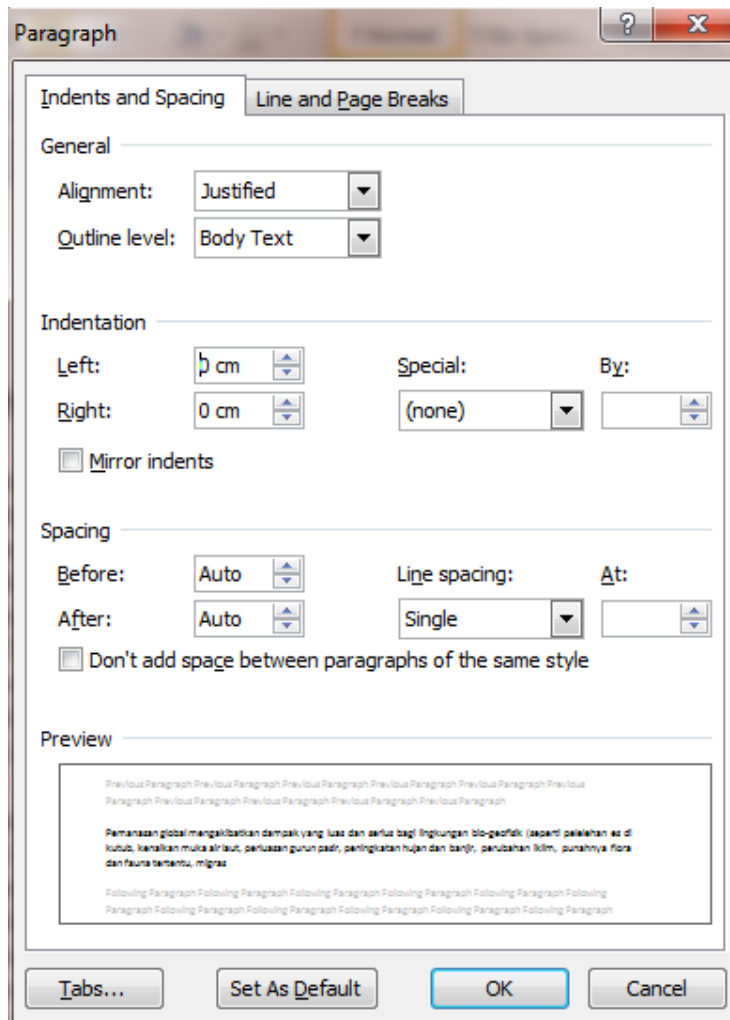 Paragraph
Indents and Spacing
Line and Page Breaks
General
Alignment: Justified
Outline level: Body Text
Indentation
Left: 0 cm Special: By:
Right: 0 cm (none)
Mirror indents
Spacing
Before: Auto Line spacing: At:
After: Auto Single
Don't add space between paragraphs of the same style
Preview
Previous Paragraph Previous Paragraph Previous Paragraph Previous Paragraph Previous Paragraph Previous
Paragraph Previous Paragraph Previous Paragraph Previous Paragraph Previous Paragraph
Pemanasan global mengakibatkan dampak yang luas dan serius bagi lingkungan bio-geofisik (seperti pelelehan es di
kutub, kenaikan muka air laut, perluasan gurun pasir, peningkatan hujan dan banjir, perubahan iklim, punahnya flora
dan fauna tertentu, migras
Following Paragraph Following Paragraph Following Paragraph Following Paragraph Following Paragraph Following
Paragraph Following Paragraph Following Paragraph Following Paragraph Following Paragraph Following Paragraph
Tabs... Set As Default OK Cancel